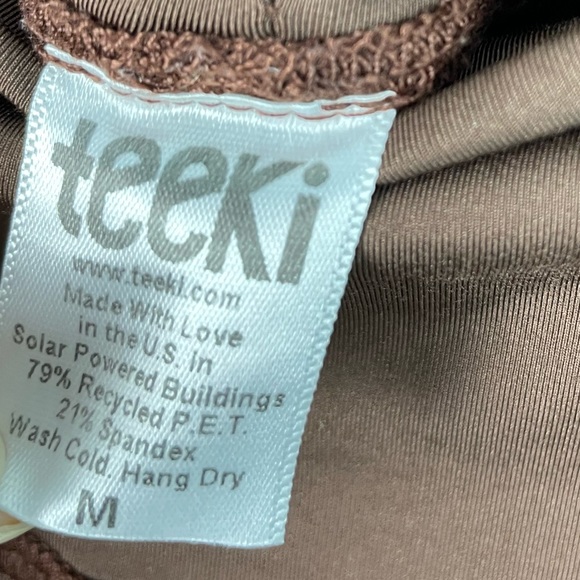 teeki
www.teeki.com
Made With Love
in the U.S. in
Solar Powered Buildings
79% Recycled P.E.T.
21% Spandex
Wash Cold. Hang Dry
M